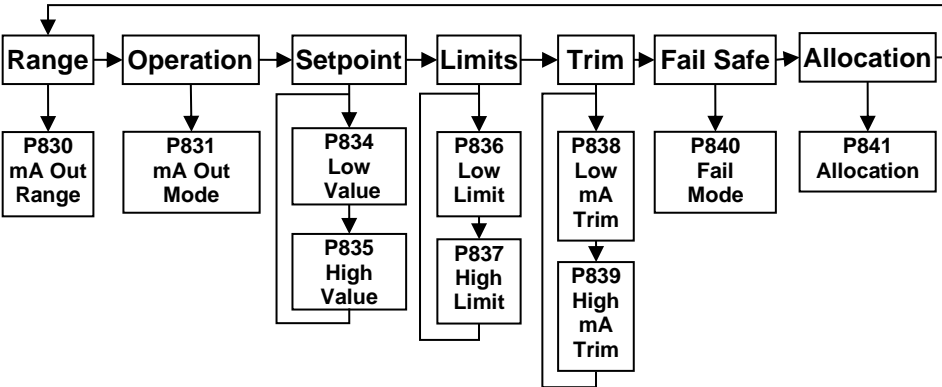 Range
Operation
Setpoint
Limits
Trim
Fail Safe
Allocation
P830
mA Out
Range
P831
mA Out
Mode
P834
Low
Value
P835
High
Value
P836
Low
Limit
P837
High
Limit
P838
Low
mA
Trim
P839
High
mA
Trim
P840
Fail
Mode
P841
Allocation